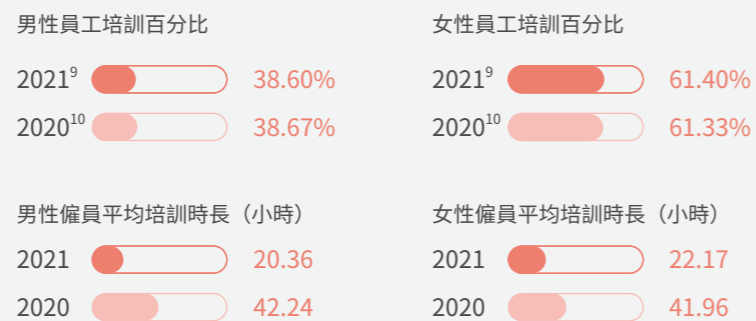 男性員工培訓百分比
2021⁹ 38.60%
2020¹⁰ 38.67%
女性員工培訓百分比
2021⁹ 61.40%
2020¹⁰ 61.33%
男性僱員平均培訓時長（小時）
2021 20.36
2020 42.24
女性僱員平均培訓時長（小時）
2021 22.17
2020 41.96